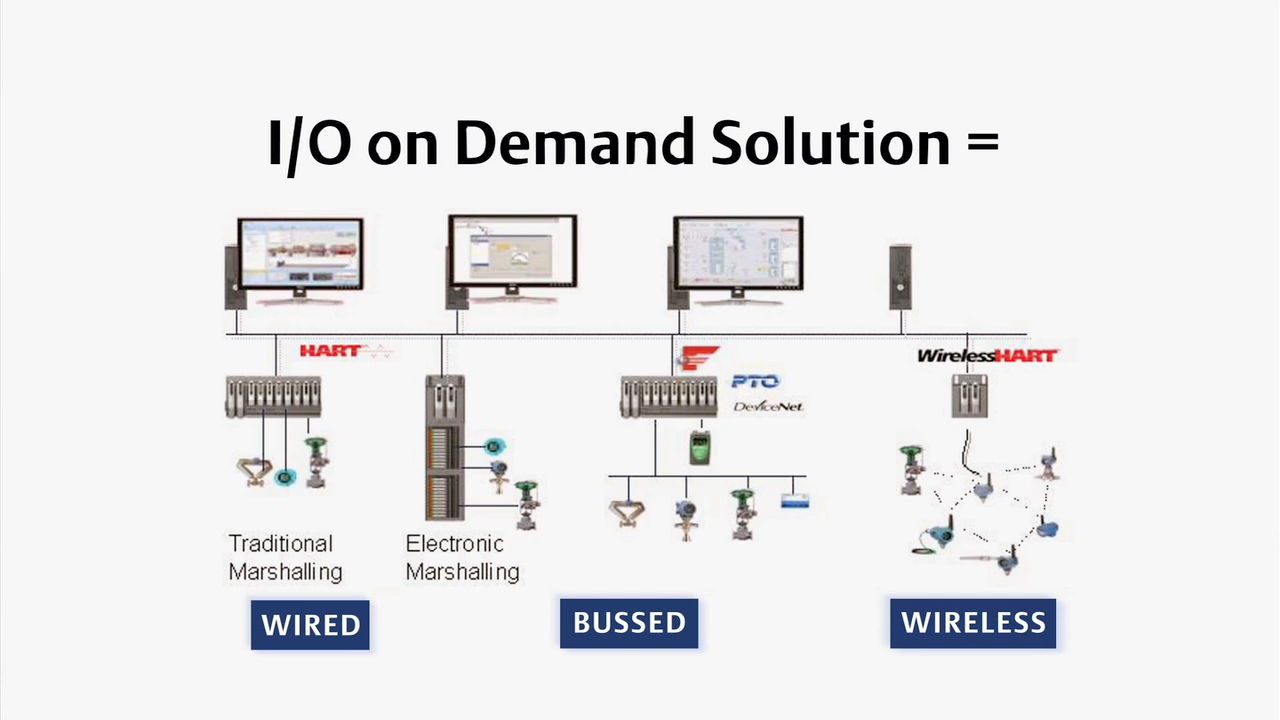 I/O on Demand Solution =
HART
WirelessHART
PTO
DeviceNet
Traditional
Marshalling
Electronic
Marshalling
WIRED
BUSSED
WIRELESS